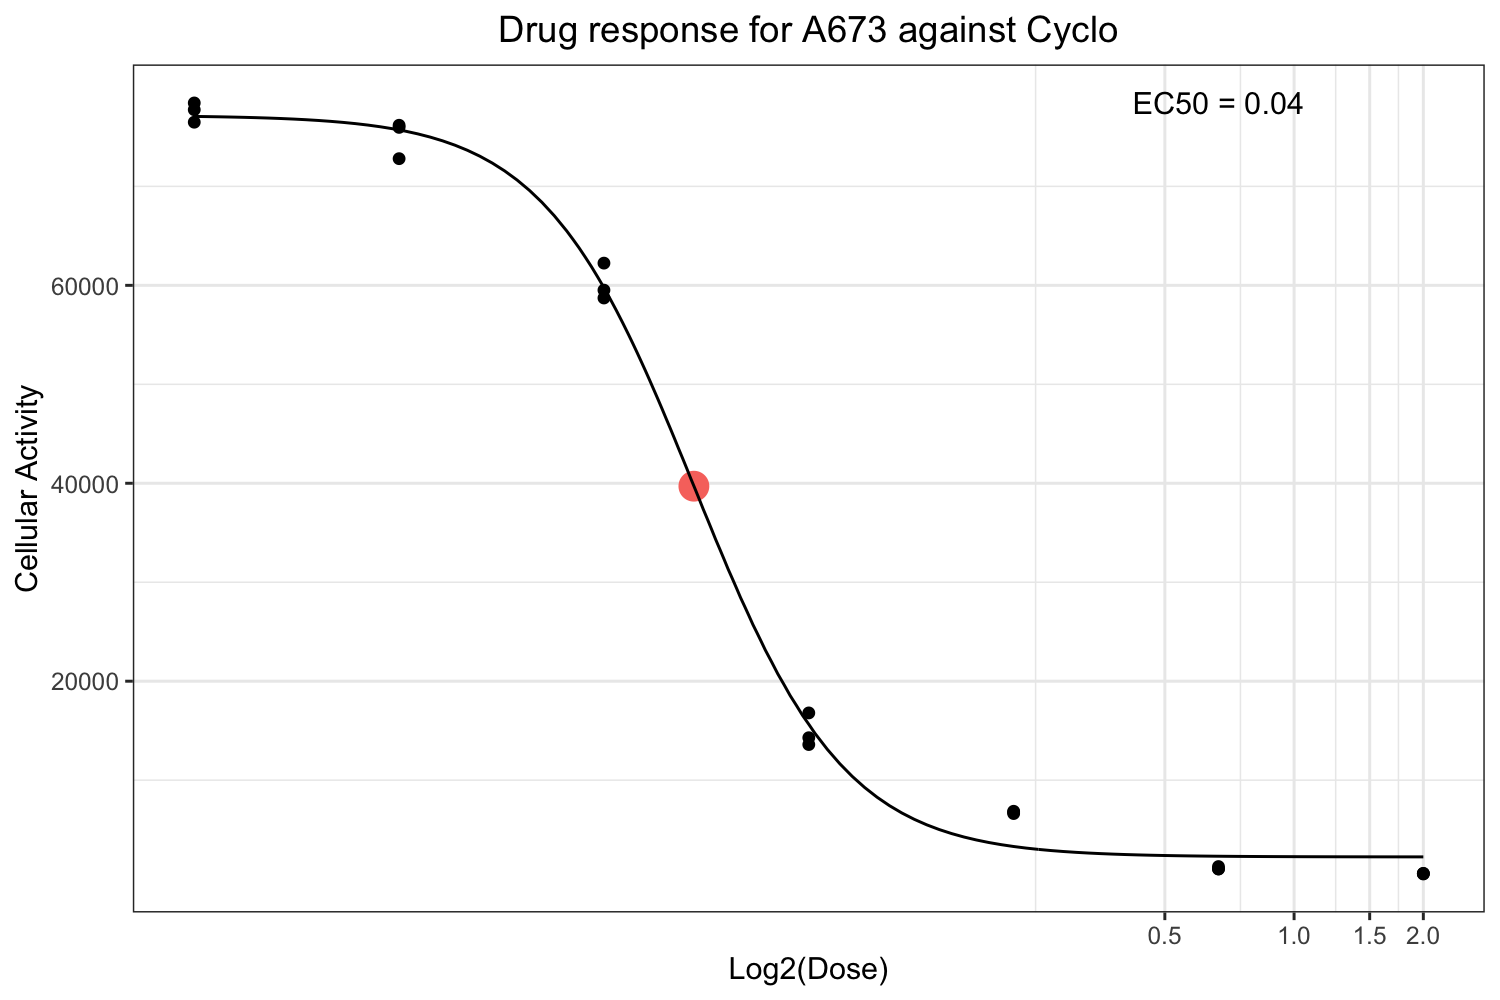 Drug response for A673 against Cyclo
EC50 = 0.04
Cellular Activity
60000
40000
20000
0.5 1.0 1.5 2.0
Log2(Dose)